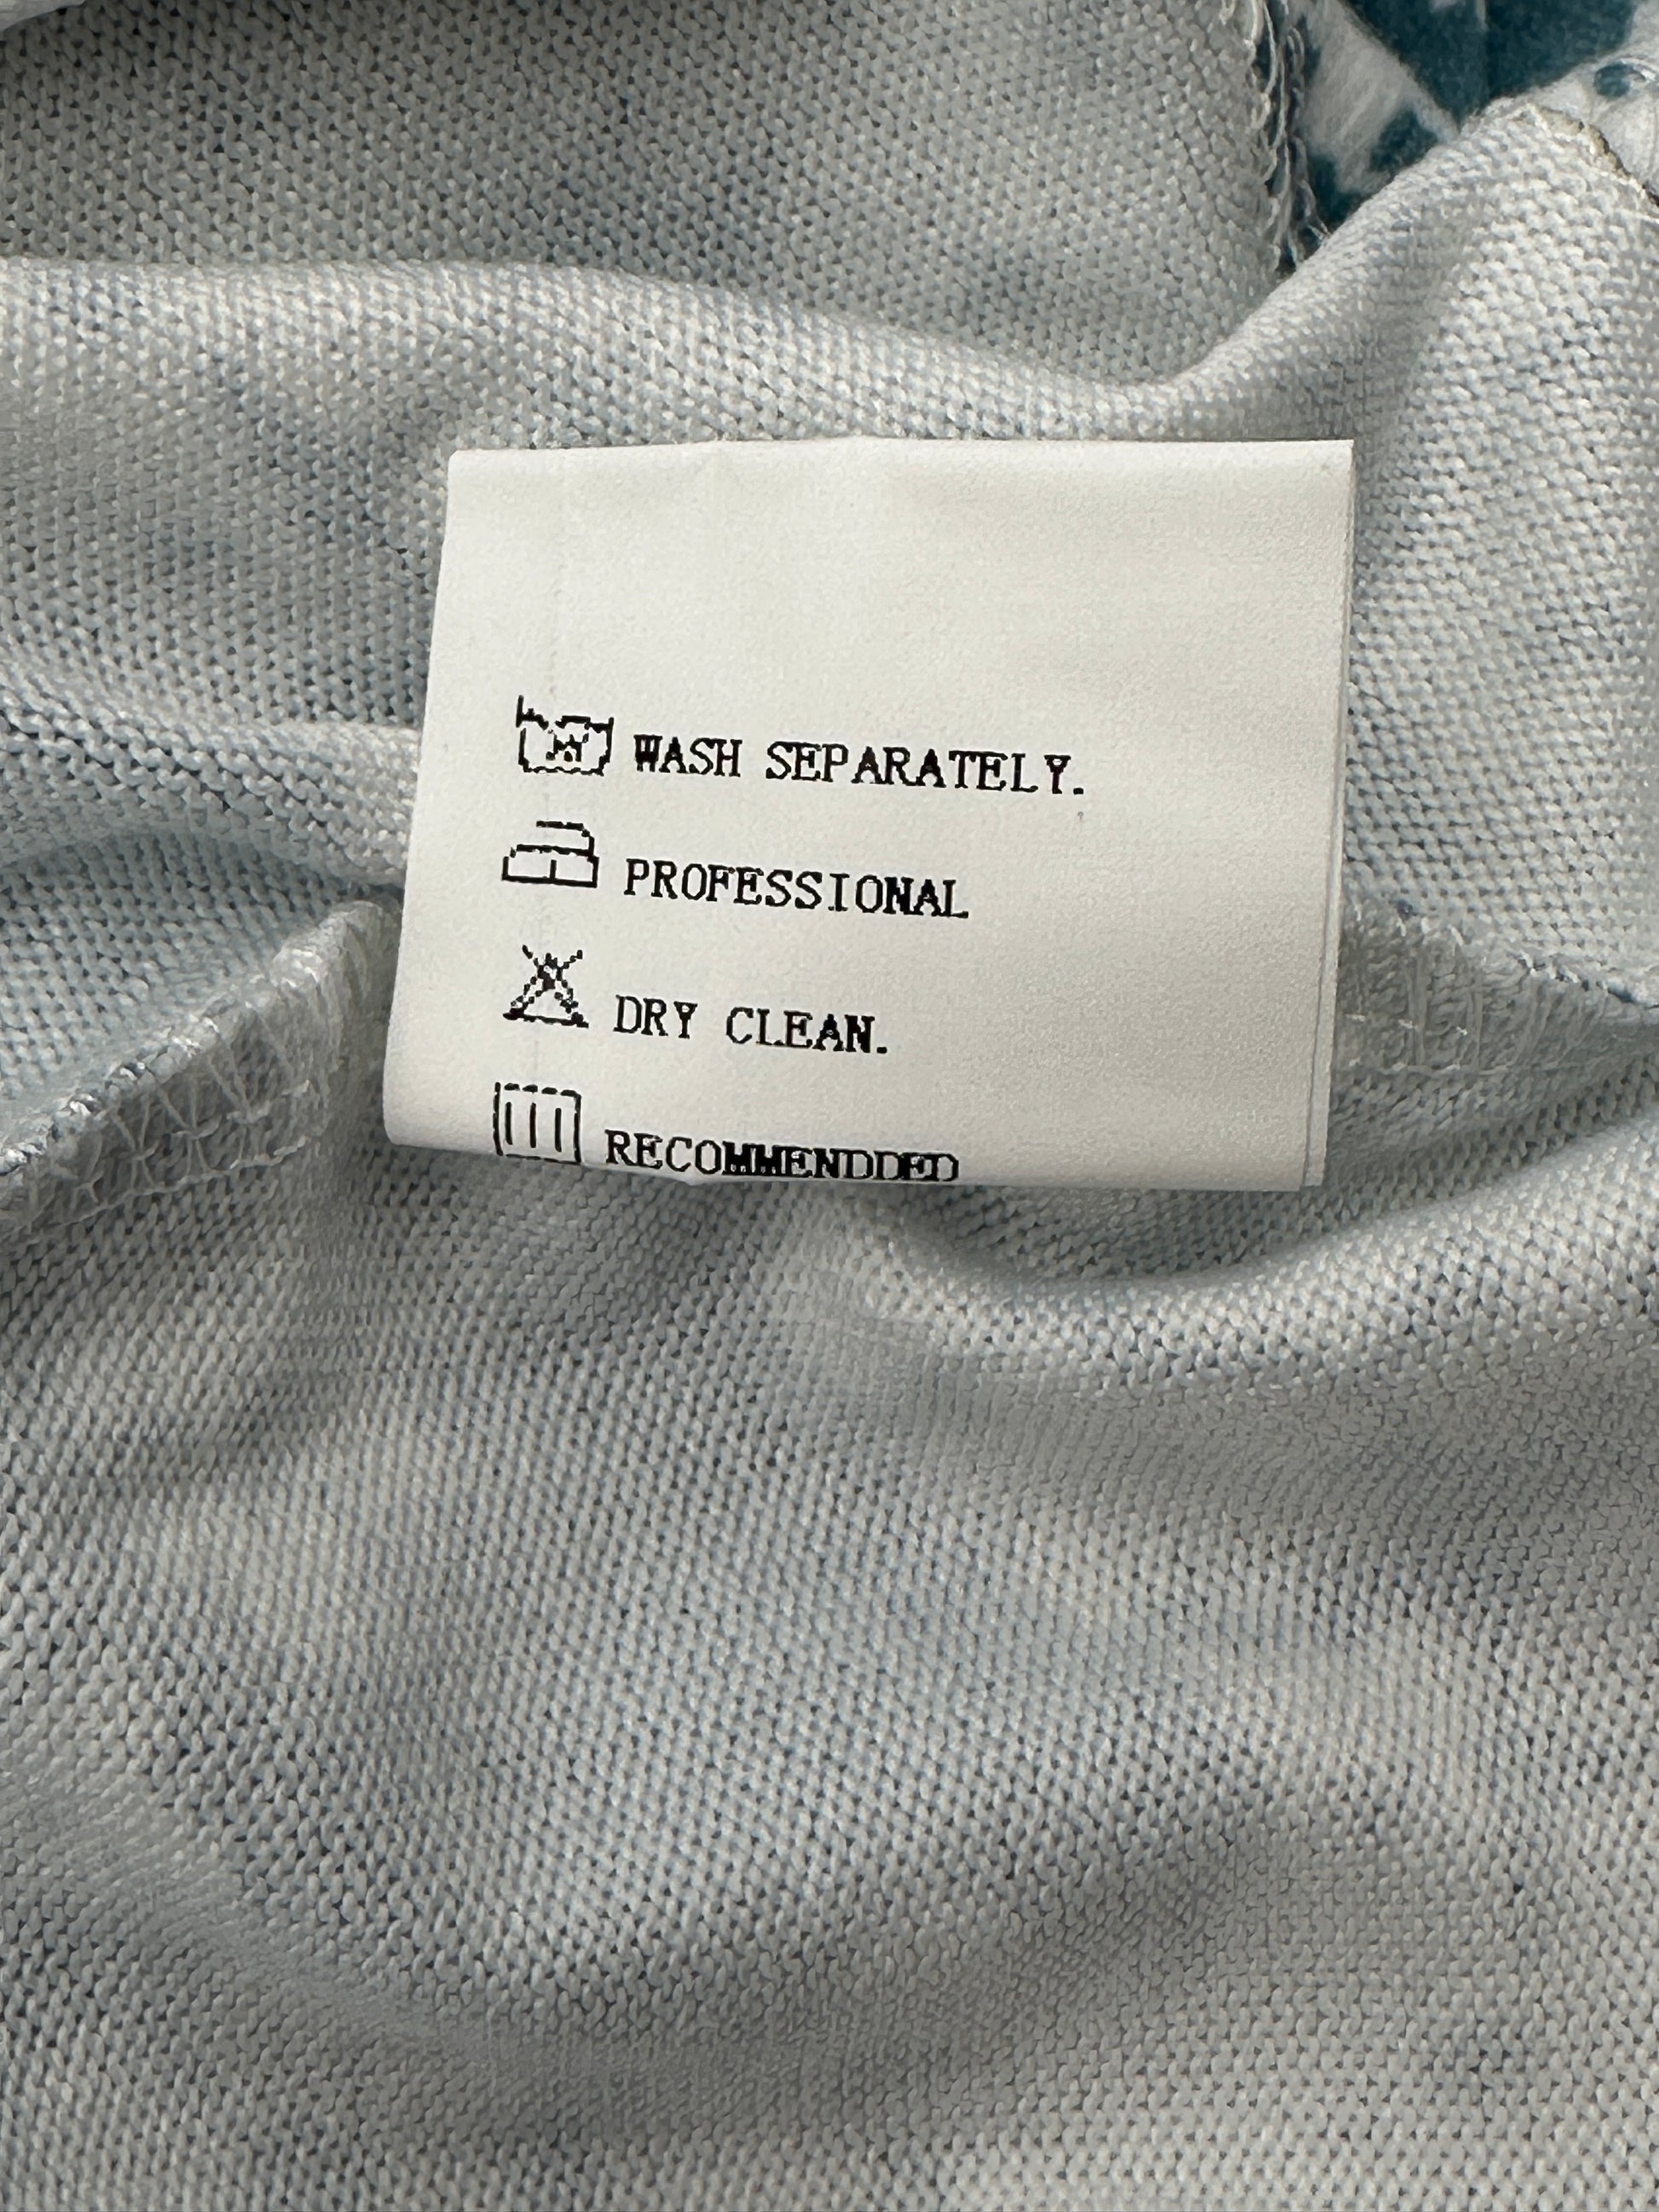 WASH SEPARATELY.
PROFESSIONAL
DRY CLEAN.
RECOMMENDDED